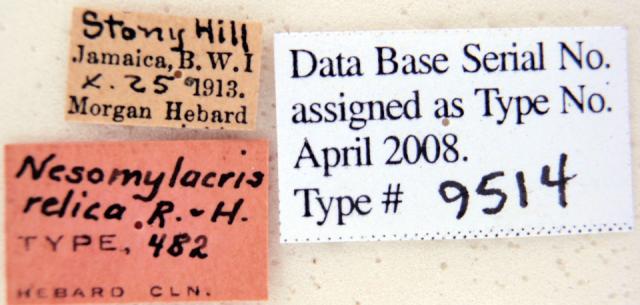 Stony Hill
Jamaica, B. W. I
X. 25 1913.
Morgan Hebard
Nesomylacris
relica R. & H.
TYPE, 482
HEBARD CLN.
Data Base Serial No.
assigned as Type No.
April 2008.
Type # 9514